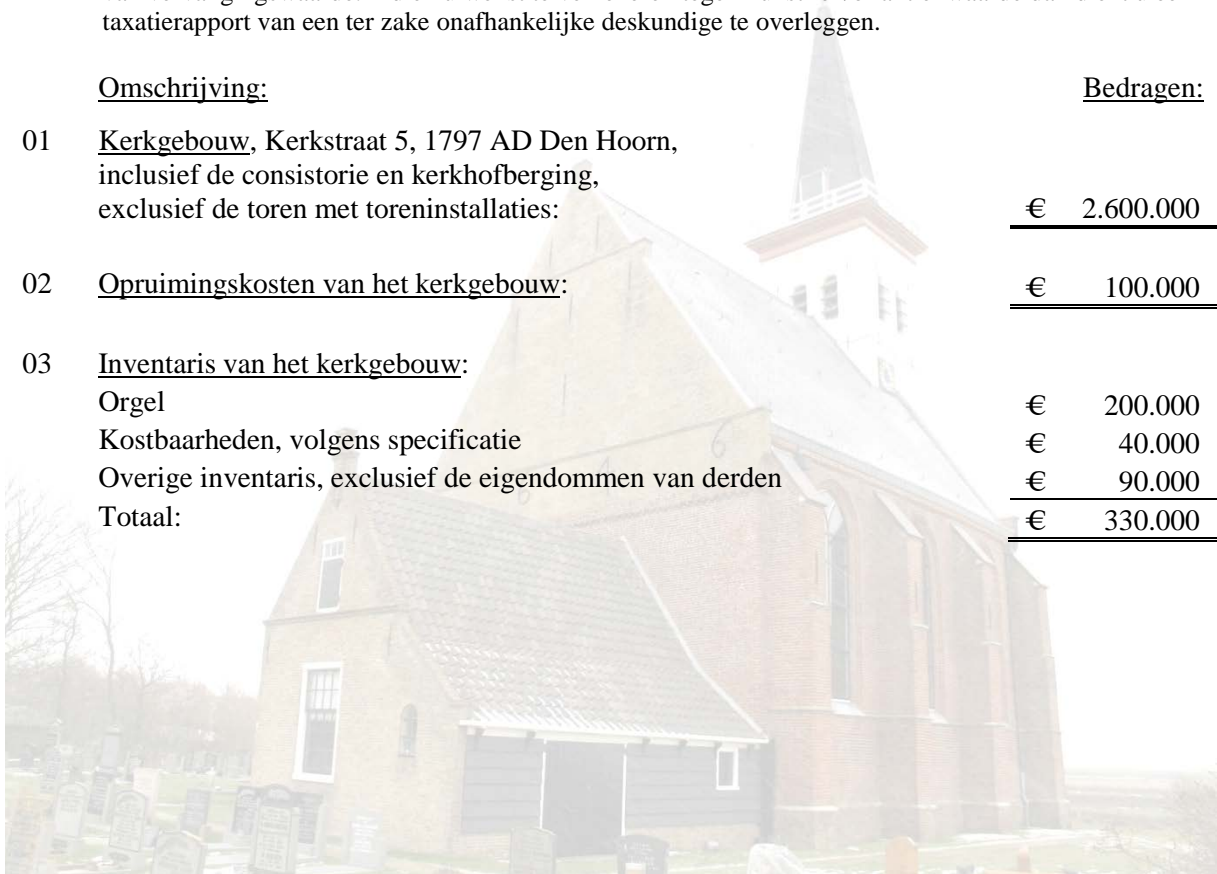 taxatierapport van een ter zake onafhankelijke deskundige te overleggen.
Omschrijving: Bedragen:
01 Kerkgebouw, Kerkstraat 5, 1797 AD Den Hoorn,
inclusief de consistorie en kerkhofberging,
exclusief de toren met toreninstallaties: € 2.600.000
02 Opruimingskosten van het kerkgebouw: € 100.000
03 Inventaris van het kerkgebouw:
Orgel € 200.000
Kostbaarheden, volgens specificatie € 40.000
Overige inventaris, exclusief de eigendommen van derden € 90.000
Totaal: € 330.000